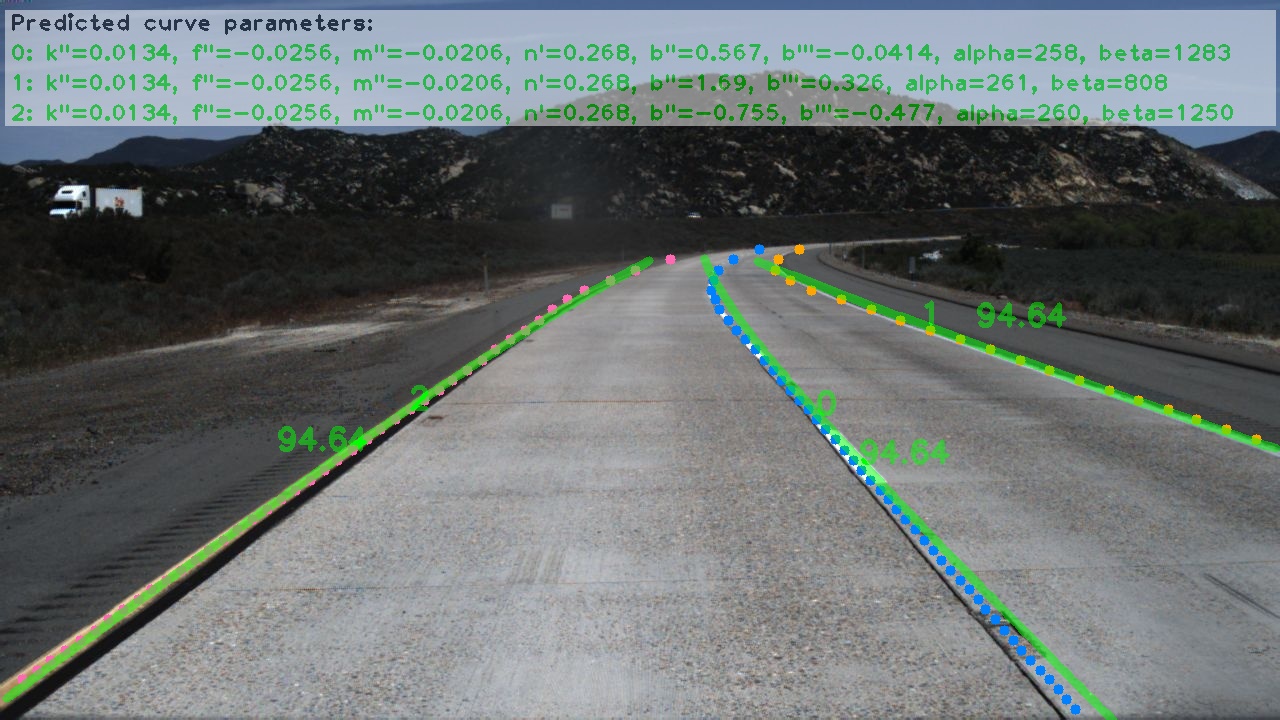 Predicted curve parameters:
0: k''=0.0134, f''=-0.0256, m''=-0.0206, n'=0.268, b''=0.567, b'''=-0.0414, alpha=258, beta=1283
1: k''=0.0134, f''=-0.0256, m''=-0.0206, n'=0.268, b''=1.69, b'''=0.326, alpha=261, beta=808
2: k''=0.0134, f''=-0.0256, m''=-0.0206, n'=0.268, b''=-0.755, b'''=-0.477, alpha=260, beta=1250
1 94.64
2
94.64
0
94.64